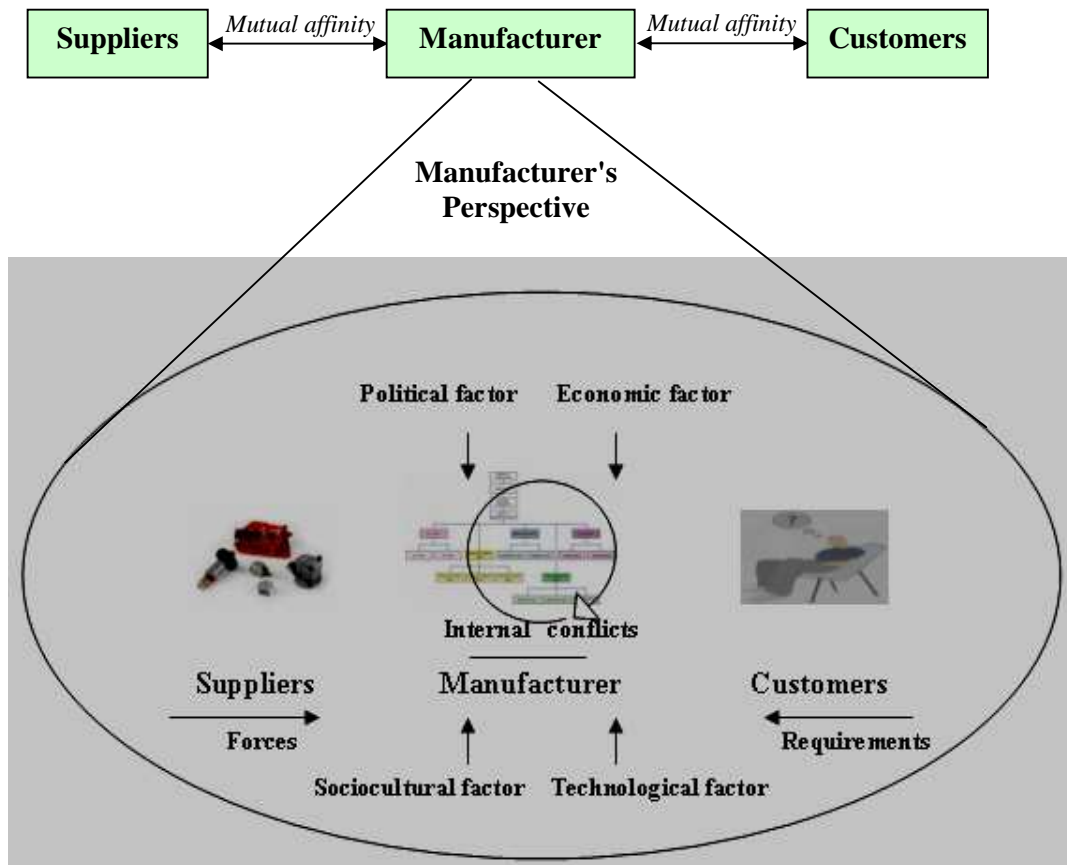 Suppliers
Mutual affinity
Manufacturer
Mutual affinity
Customers
Manufacturer's
Perspective
Political factor
Economic factor
Internal conflicts
Suppliers
Manufacturer
Customers
Forces
Requirements
Sociocultural factor
Technological factor